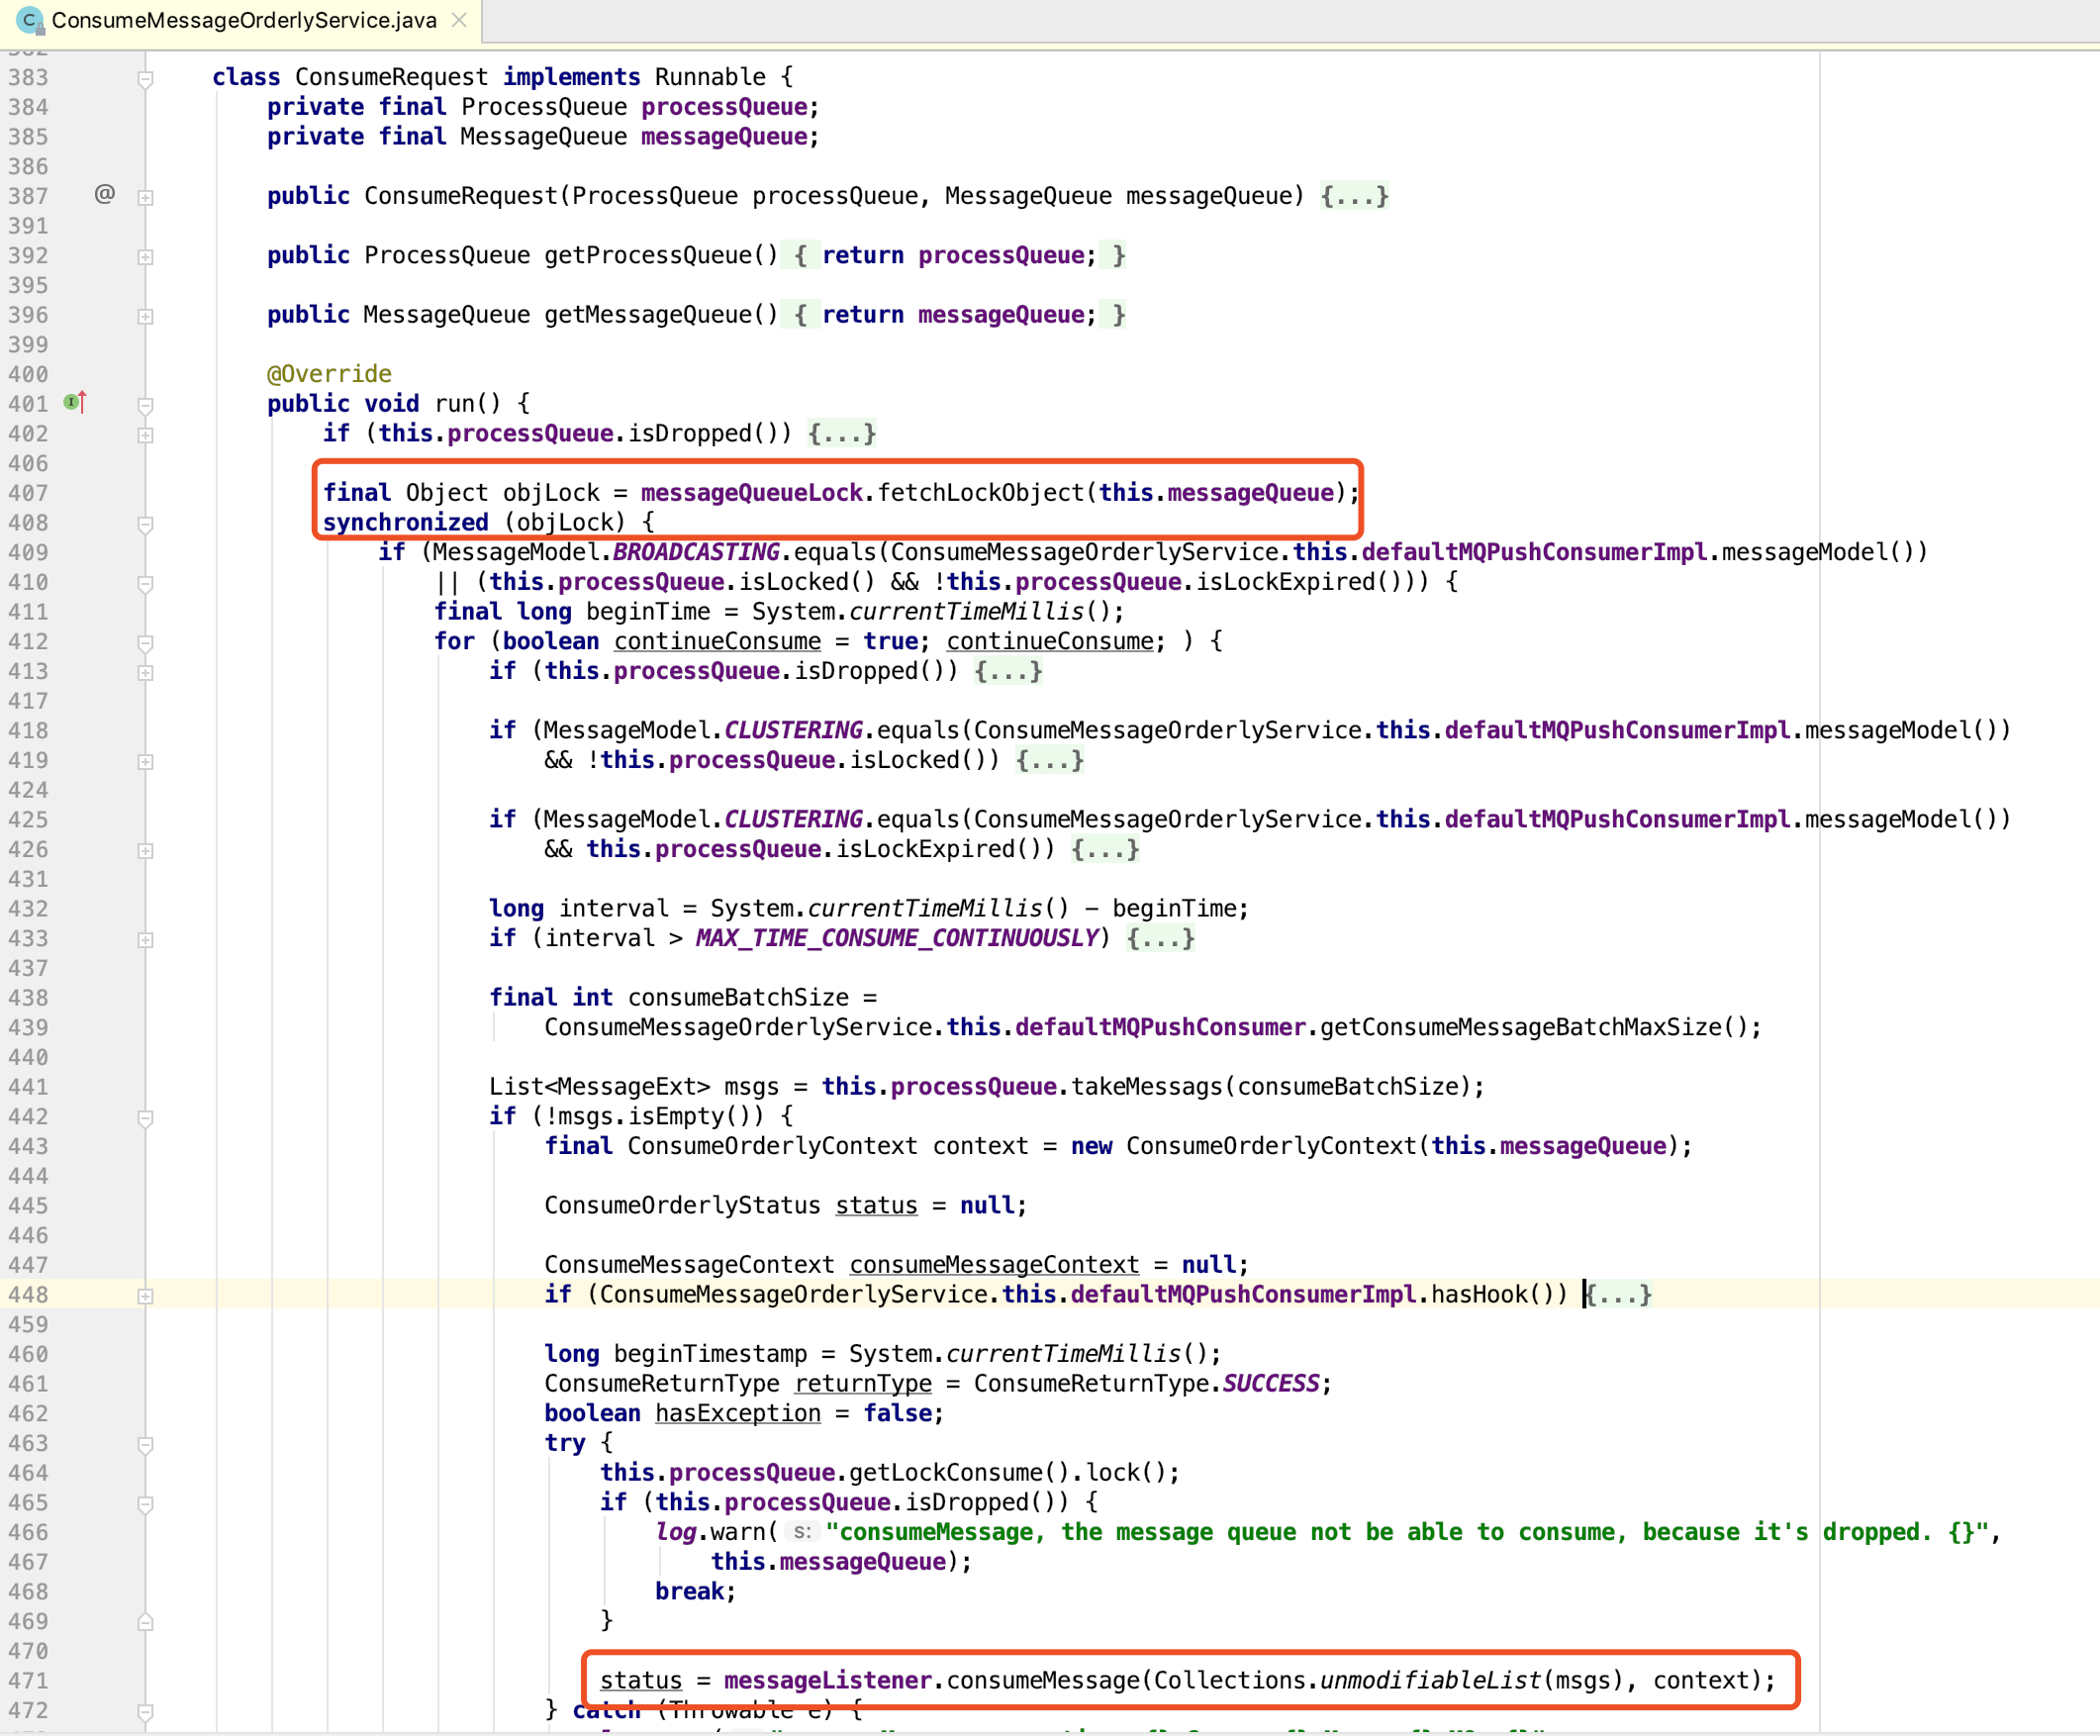 ConsumeMessageOrderlyService.java
383 class ConsumeRequest implements Runnable {
384 private final ProcessQueue processQueue;
385 private final MessageQueue messageQueue;
386
387 @ public ConsumeRequest(ProcessQueue processQueue, MessageQueue messageQueue) {...}
391
392 public ProcessQueue getProcessQueue() { return processQueue; }
395
396 public MessageQueue getMessageQueue() { return messageQueue; }
399
400 @Override
401 public void run() {
402 if (this.processQueue.isDropped()) {...}
406
407 final Object objLock = messageQueueLock.fetchLockObject(this.messageQueue);
408 synchronized (objLock) {
409 if (MessageModel.BROADCASTING.equals(ConsumeMessageOrderlyService.this.defaultMQPushConsumerImpl.messageModel())
410 || (this.processQueue.isLocked() && !this.processQueue.isLockExpired())) {
411 final long beginTime = System.currentTimeMillis();
412 for (boolean continueConsume = true; continueConsume; ) {
413 if (this.processQueue.isDropped()) {...}
417
418 if (MessageModel.CLUSTERING.equals(ConsumeMessageOrderlyService.this.defaultMQPushConsumerImpl.messageModel())
419 && !this.processQueue.isLocked()) {...}
424
425 if (MessageModel.CLUSTERING.equals(ConsumeMessageOrderlyService.this.defaultMQPushConsumerImpl.messageModel())
426 && this.processQueue.isLockExpired()) {...}
431
432 long interval = System.currentTimeMillis() - beginTime;
433 if (interval > MAX_TIME_CONSUME_CONTINUOUSLY) {...}
437
438 final int consumeBatchSize =
439 ConsumeMessageOrderlyService.this.defaultMQPushConsumer.getConsumeMessageBatchMaxSize();
440
441 List<MessageExt> msgs = this.processQueue.takeMessags(consumeBatchSize);
442 if (!msgs.isEmpty()) {
443 final ConsumeOrderlyContext context = new ConsumeOrderlyContext(this.messageQueue);
444
445 ConsumeOrderlyStatus status = null;
446
447 ConsumeMessageContext consumeMessageContext = null;
448 if (ConsumeMessageOrderlyService.this.defaultMQPushConsumerImpl.hasHook()) {...}
459
460 long beginTimestamp = System.currentTimeMillis();
461 ConsumeReturnType returnType = ConsumeReturnType.SUCCESS;
462 boolean hasException = false;
463 try {
464 this.processQueue.getLockConsume().lock();
465 if (this.processQueue.isDropped()) {
466 log.warn( s: "consumeMessage, the message queue not be able to consume, because it's dropped. {}",
467 this.messageQueue);
468 break;
469 }
470
471 status = messageListener.consumeMessage(Collections.unmodifiableList(msgs), context);
472 } catch (Throwable e) {